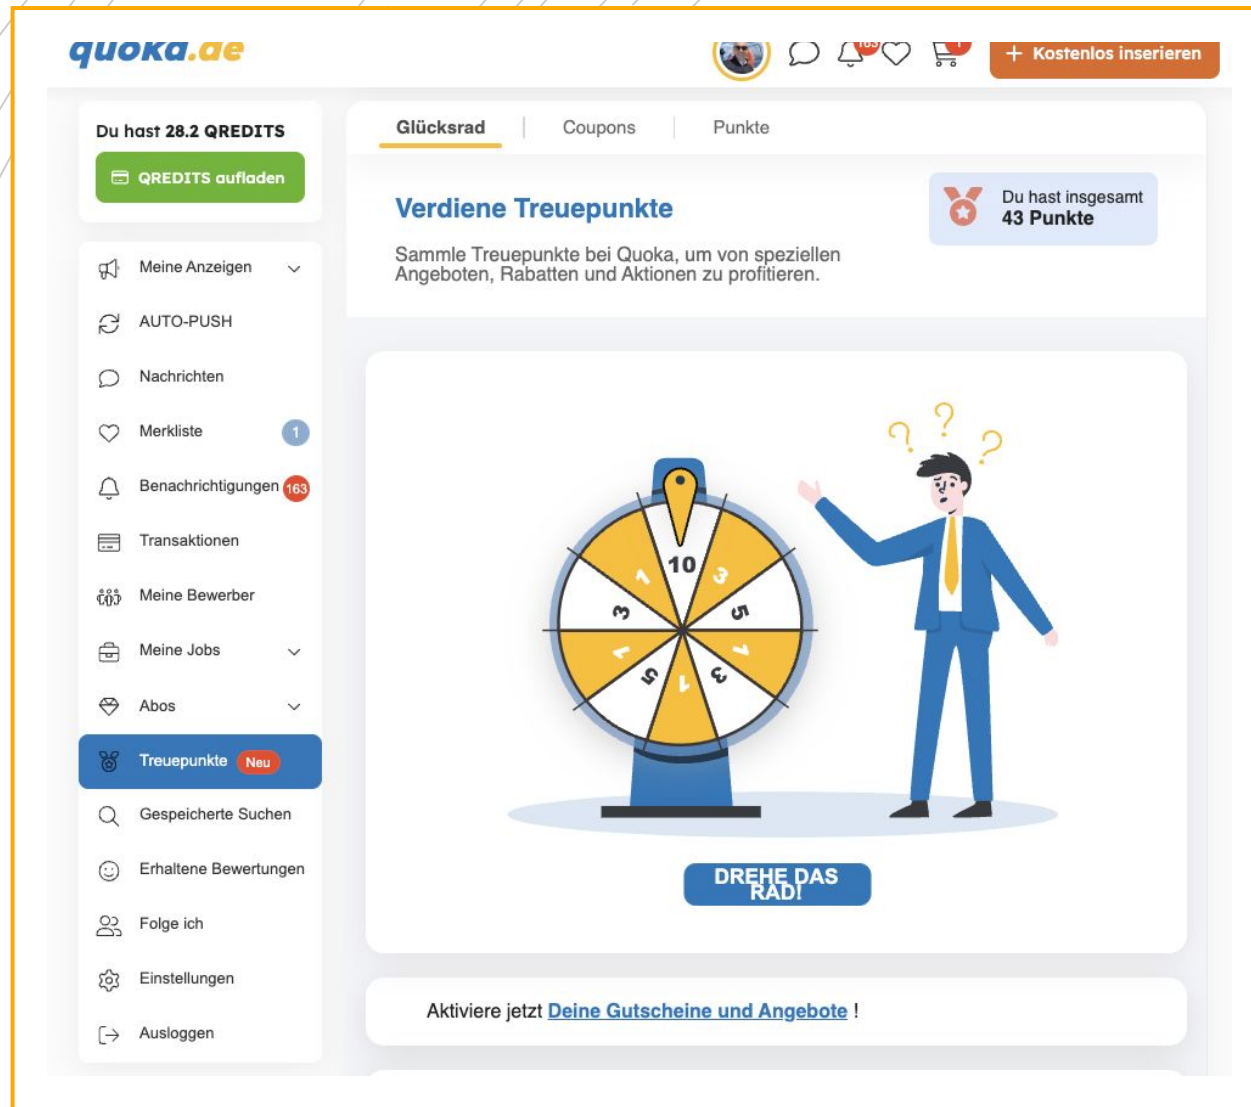 quoka.de
163
1
+ Kostenlos inserieren
Du hast 28.2 QREDITS
QREDITS aufladen
Meine Anzeigen
AUTO-PUSH
Nachrichten
Merkliste 1
Benachrichtigungen 163
Transaktionen
Meine Bewerber
Meine Jobs
Abos
Treuepunkte Neu
Gespeicherte Suchen
Erhaltene Bewertungen
Folge ich
Einstellungen
Ausloggen
Glücksrad
Coupons
Punkte
Verdiene Treuepunkte
Sammle Treuepunkte bei Quoka, um von speziellen
Angeboten, Rabatten und Aktionen zu profitieren.
Du hast insgesamt
43 Punkte
? ? ?
10
3
5
1
3
1
5
1
3
1
DREHE DAS
RAD!
Aktiviere jetzt Deine Gutscheine und Angebote !